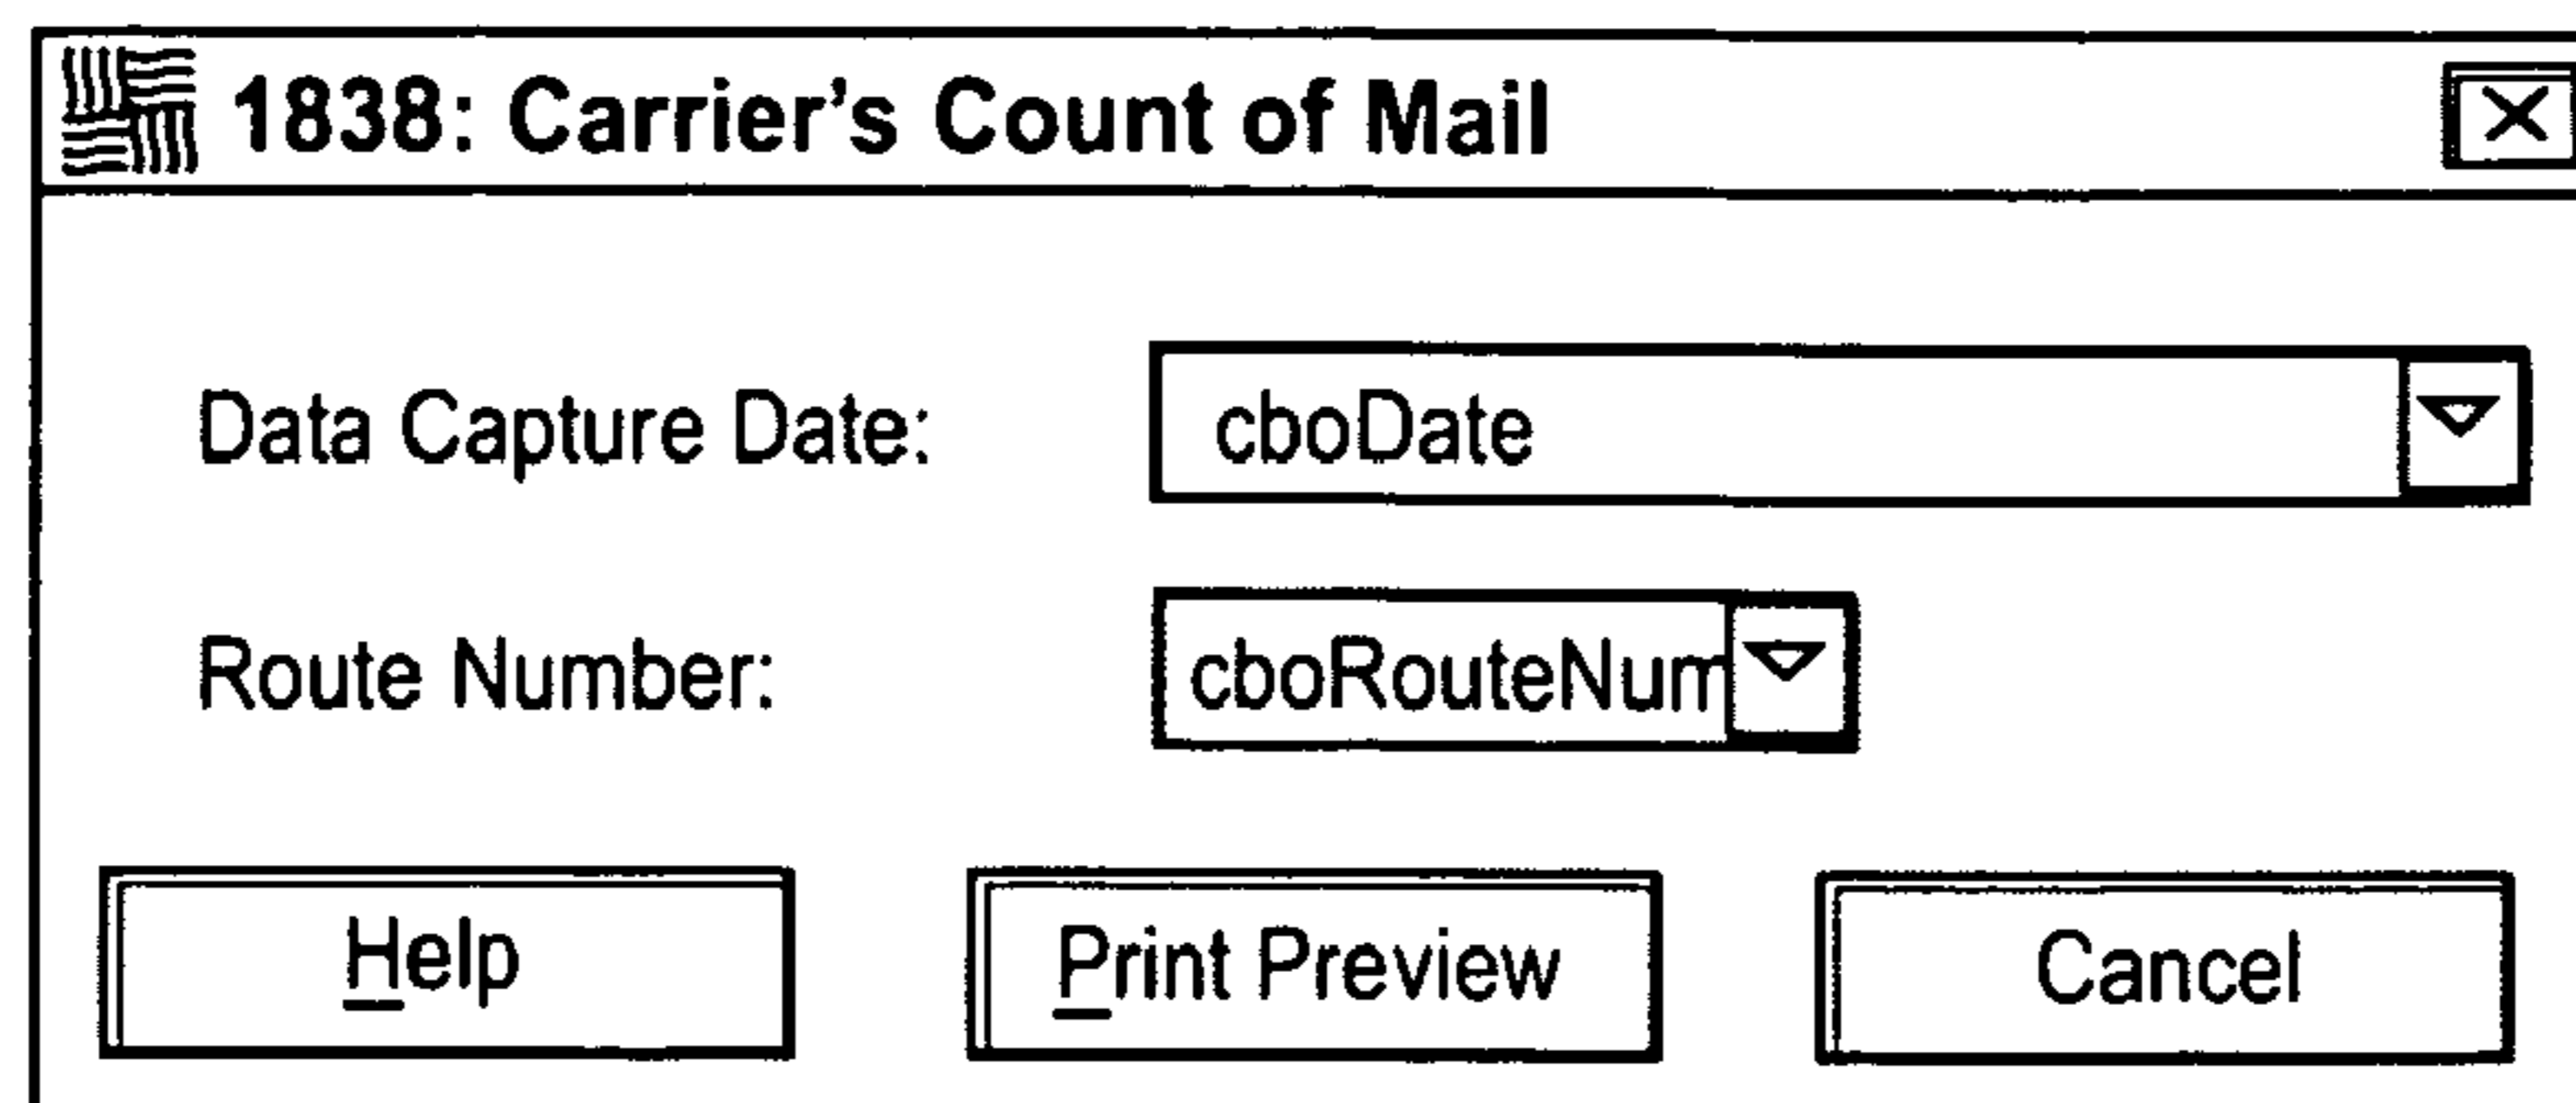 1838: Carrier's Count of Mail
Data Capture Date: cboDate
Route Number: cboRouteNum
Help Print Preview Cancel